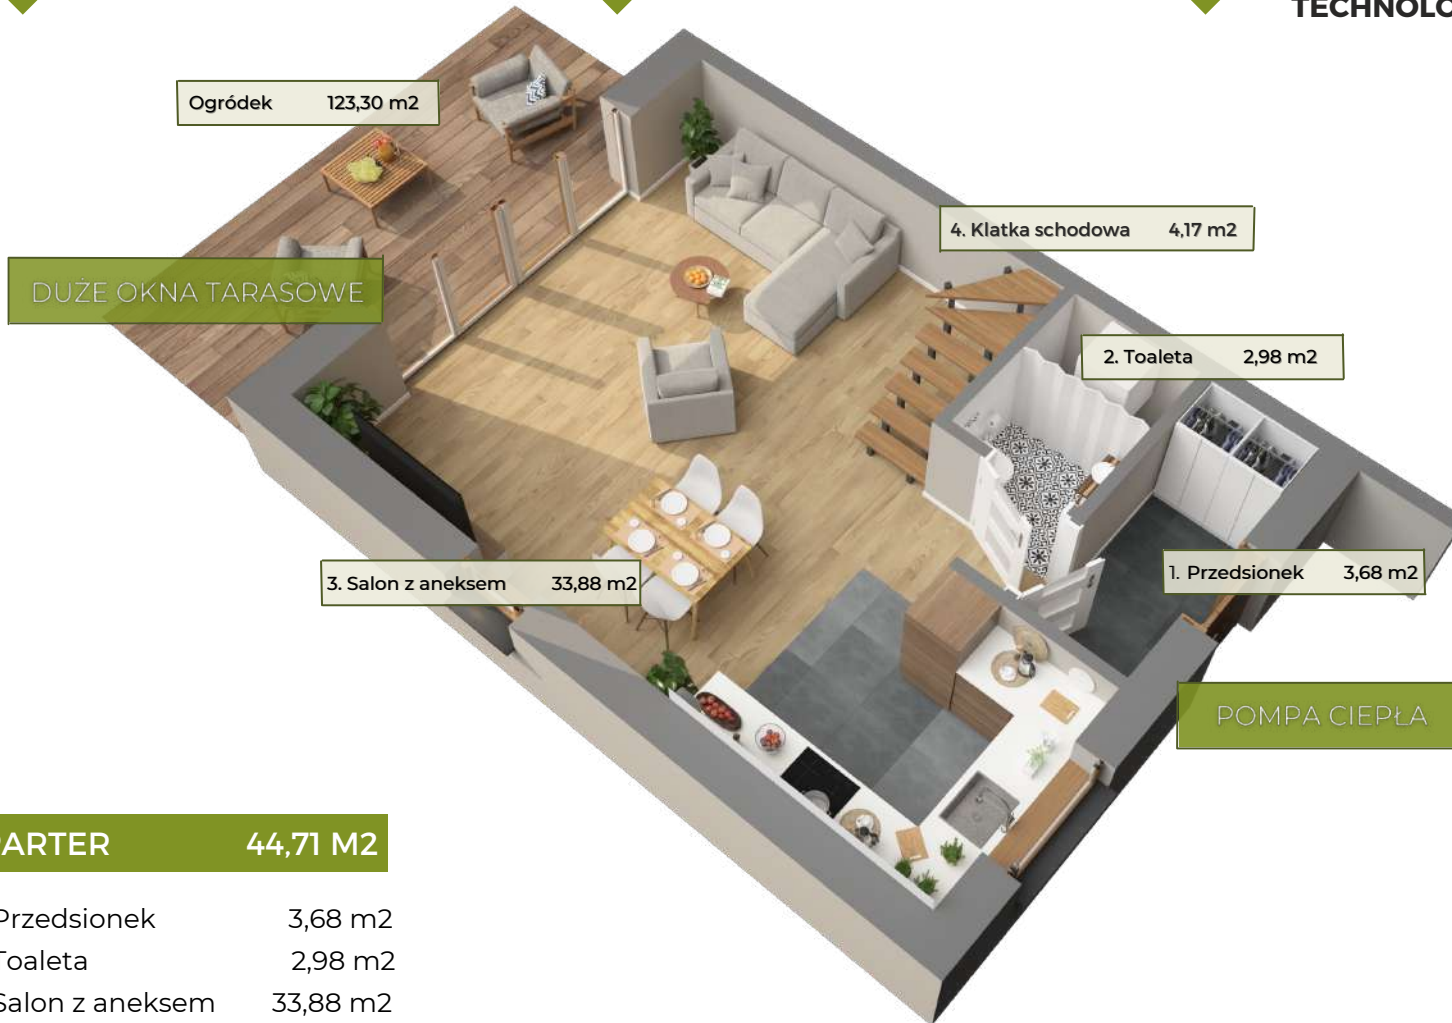 Ogródek 123,30 m2
4. Klatka schodowa 4,17 m2
DUŻE OKNA TARASOWE
2. Toaleta 2,98 m2
3. Salon z aneksem 33,88 m2
1. Przedsionek 3,68 m2
POMPA CIEPŁA
PARTER 44,71 M2
Przedsionek 3,68 m2
Toaleta 2,98 m2
Salon z aneksem 33,88 m2